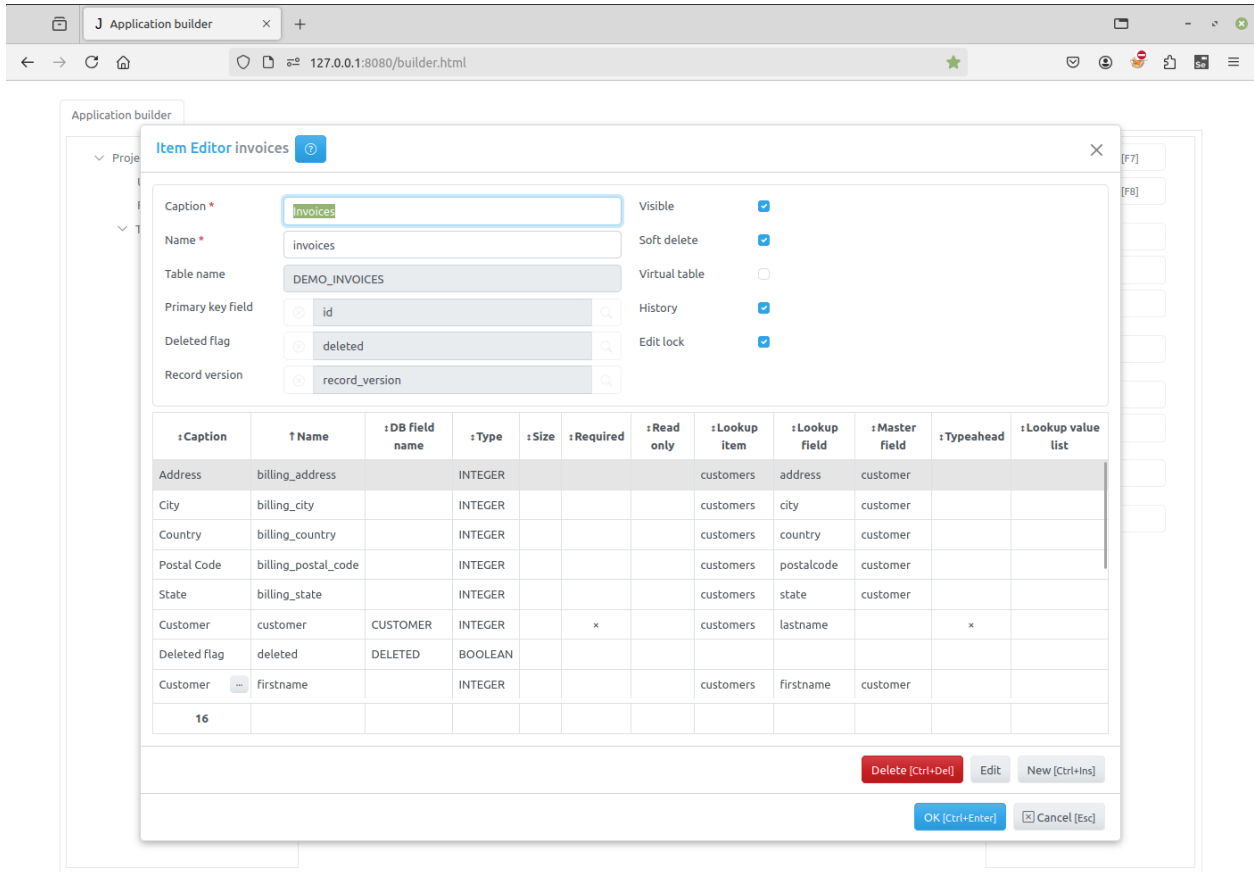 J Application builder
127.0.0.1:8080/builder.html
Application builder
Item Editor invoices
Proje
[F7]
[F8]
Caption *
Invoices
Visible
Name *
invoices
Soft delete
Table name
DEMO_INVOICES
Virtual table
Primary key field
id
History
Deleted flag
deleted
Edit lock
Record version
record_version
Caption Name DB field name Type Size Required Read only Lookup item Lookup field Master field Typeahead Lookup value list
Address billing_address INTEGER customers address customer
City billing_city INTEGER customers city customer
Country billing_country INTEGER customers country customer
Postal Code billing_postal_code INTEGER customers postalcode customer
State billing_state INTEGER customers state customer
Customer customer CUSTOMER INTEGER × customers lastname ×
Deleted flag deleted DELETED BOOLEAN
Customer ... firstname INTEGER customers firstname customer
16
Delete [Ctrl+Del] Edit New [Ctrl+Ins]
OK [Ctrl+Enter] Cancel [Esc]